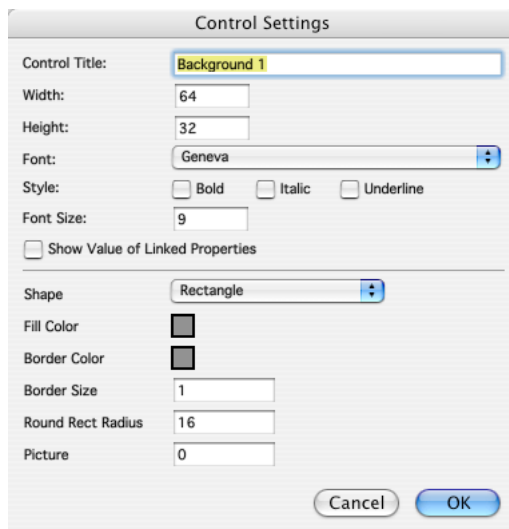 Control Settings
Control Title: Background 1
Width: 64
Height: 32
Font: Geneva
Style: Bold Italic Underline
Font Size: 9
Show Value of Linked Properties
Shape Rectangle
Fill Color
Border Color
Border Size 1
Round Rect Radius 16
Picture 0
Cancel OK